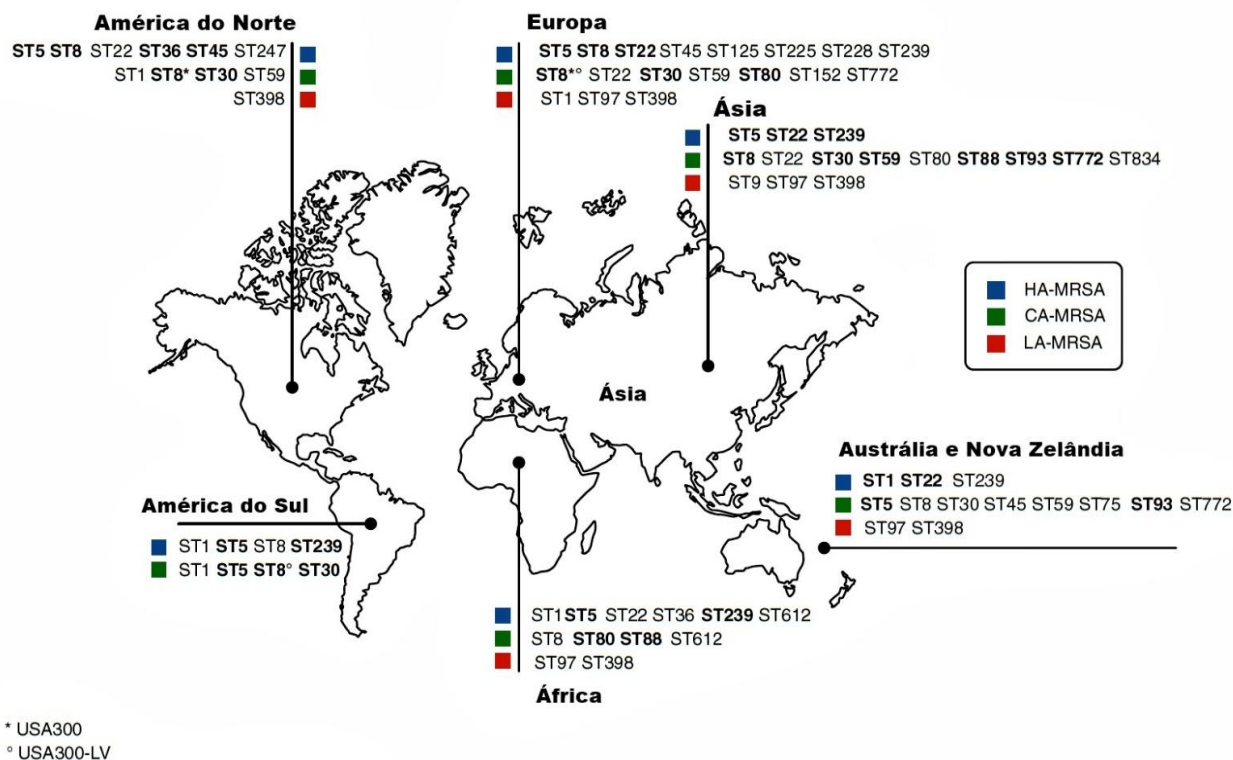 América do Norte
ST5 ST8 ST22 ST36 ST45 ST247
ST1 ST8* ST30 ST59
ST398
Europa
ST5 ST8 ST22 ST45 ST125 ST225 ST228 ST239
ST8*° ST22 ST30 ST59 ST80 ST152 ST772
ST1 ST97 ST398
Ásia
ST5 ST22 ST239
ST8 ST22 ST30 ST59 ST80 ST88 ST93 ST772 ST834
ST9 ST97 ST398
HA-MRSA
CA-MRSA
LA-MRSA
Ásia
Austrália e Nova Zelândia
ST1 ST22 ST239
ST5 ST8 ST30 ST45 ST59 ST75 ST93 ST772
ST97 ST398
América do Sul
ST1 ST5 ST8 ST239
ST1 ST5 ST8° ST30
ST1 ST5 ST22 ST36 ST239 ST612
ST8 ST80 ST88 ST612
ST97 ST398
África
* USA300
° USA300-LV